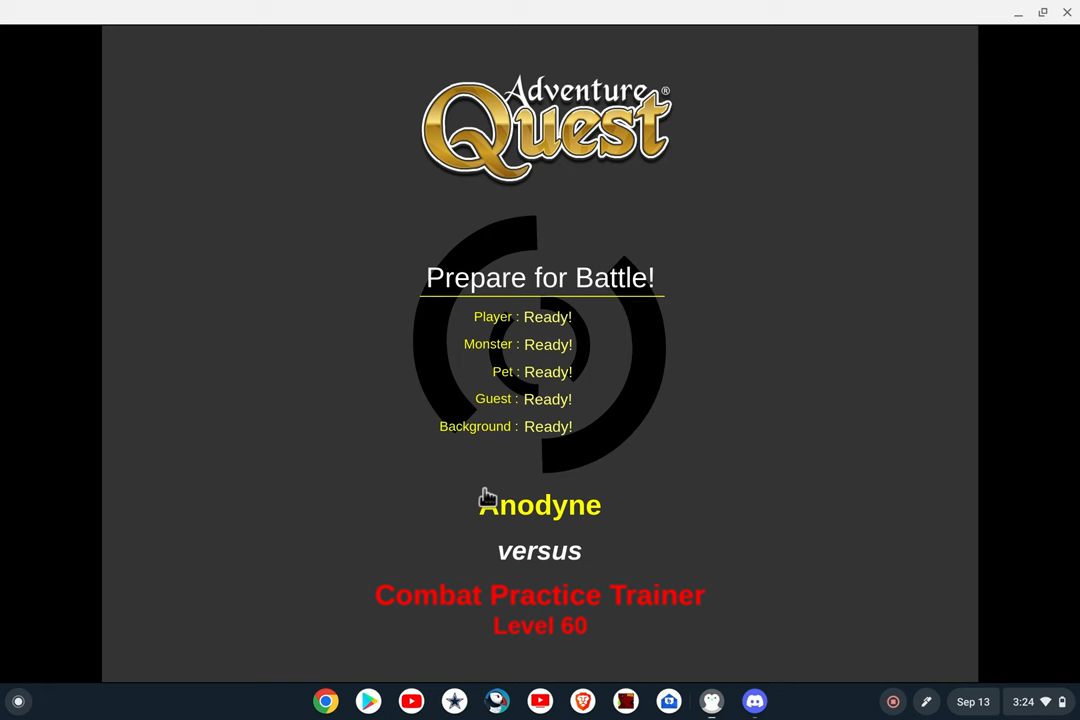 Adventure
Quest®
Prepare for Battle!
Player : Ready!
Monster : Ready!
Pet : Ready!
Guest : Ready!
Background : Ready!
Anodyne
versus
Combat Practice Trainer
Level 60
Sep 13 3:24